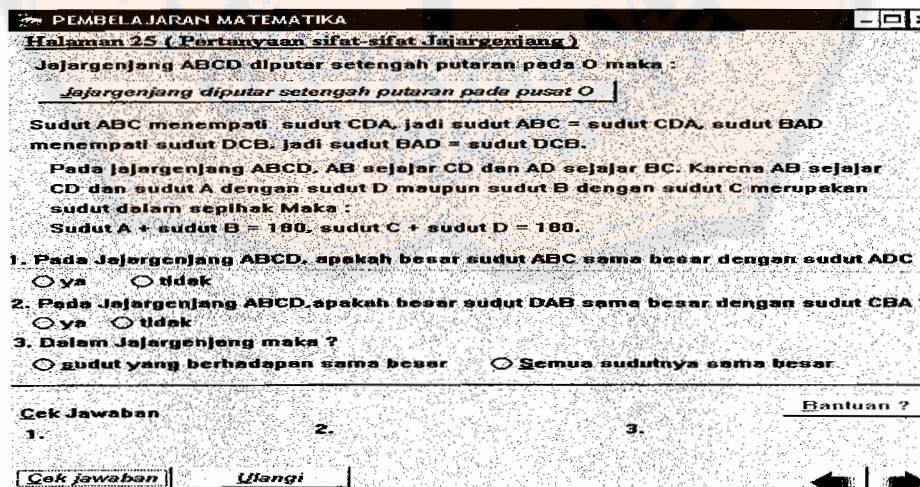 PEMBELAJARAN MATEMATIKA
Halaman 25 ( Pertanyaan sifat-sifat Jajargenjang )
Jajargenjang ABCD diputar setengah putaran pada O maka :
Jajargenjang diputar setengah putaran pada pusat O
Sudut ABC menempati sudut CDA, jadi sudut ABC = sudut CDA, sudut BAD
menempati sudut DCB. jadi sudut BAD = sudut DCB.
Pada jajargenjang ABCD, AB sejajar CD dan AD sejajar BC. Karena AB sejajar
CD dan sudut A dengan sudut D maupun sudut B dengan sudut C merupakan
sudut dalam sepihak Maka :
Sudut A + sudut B = 180, sudut C + sudut D = 180.
1. Pada Jajargenjang ABCD, apakah besar sudut ABC sama besar dengan sudut ADC
ya tidak
2. Pada Jajargenjang ABCD,apakah besar sudut DAB sama besar dengan sudut CBA
ya tidak
3. Dalam Jajargenjang maka ?
sudut yang berhadapan sama besar Semua sudutnya sama besar
Bantuan ?
Cek Jawaban
1. 2. 3.
Cek jawaban Ulangi